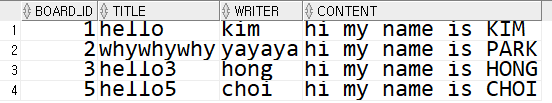 BOARD_ID TITLE WRITER CONTENT
1 1 hello kim hi my name is KIM
2 2 whywhywhy yayaya hi my name is PARK
3 3 hello3 hong hi my name is HONG
4 5 hello5 choi hi my name is CHOI